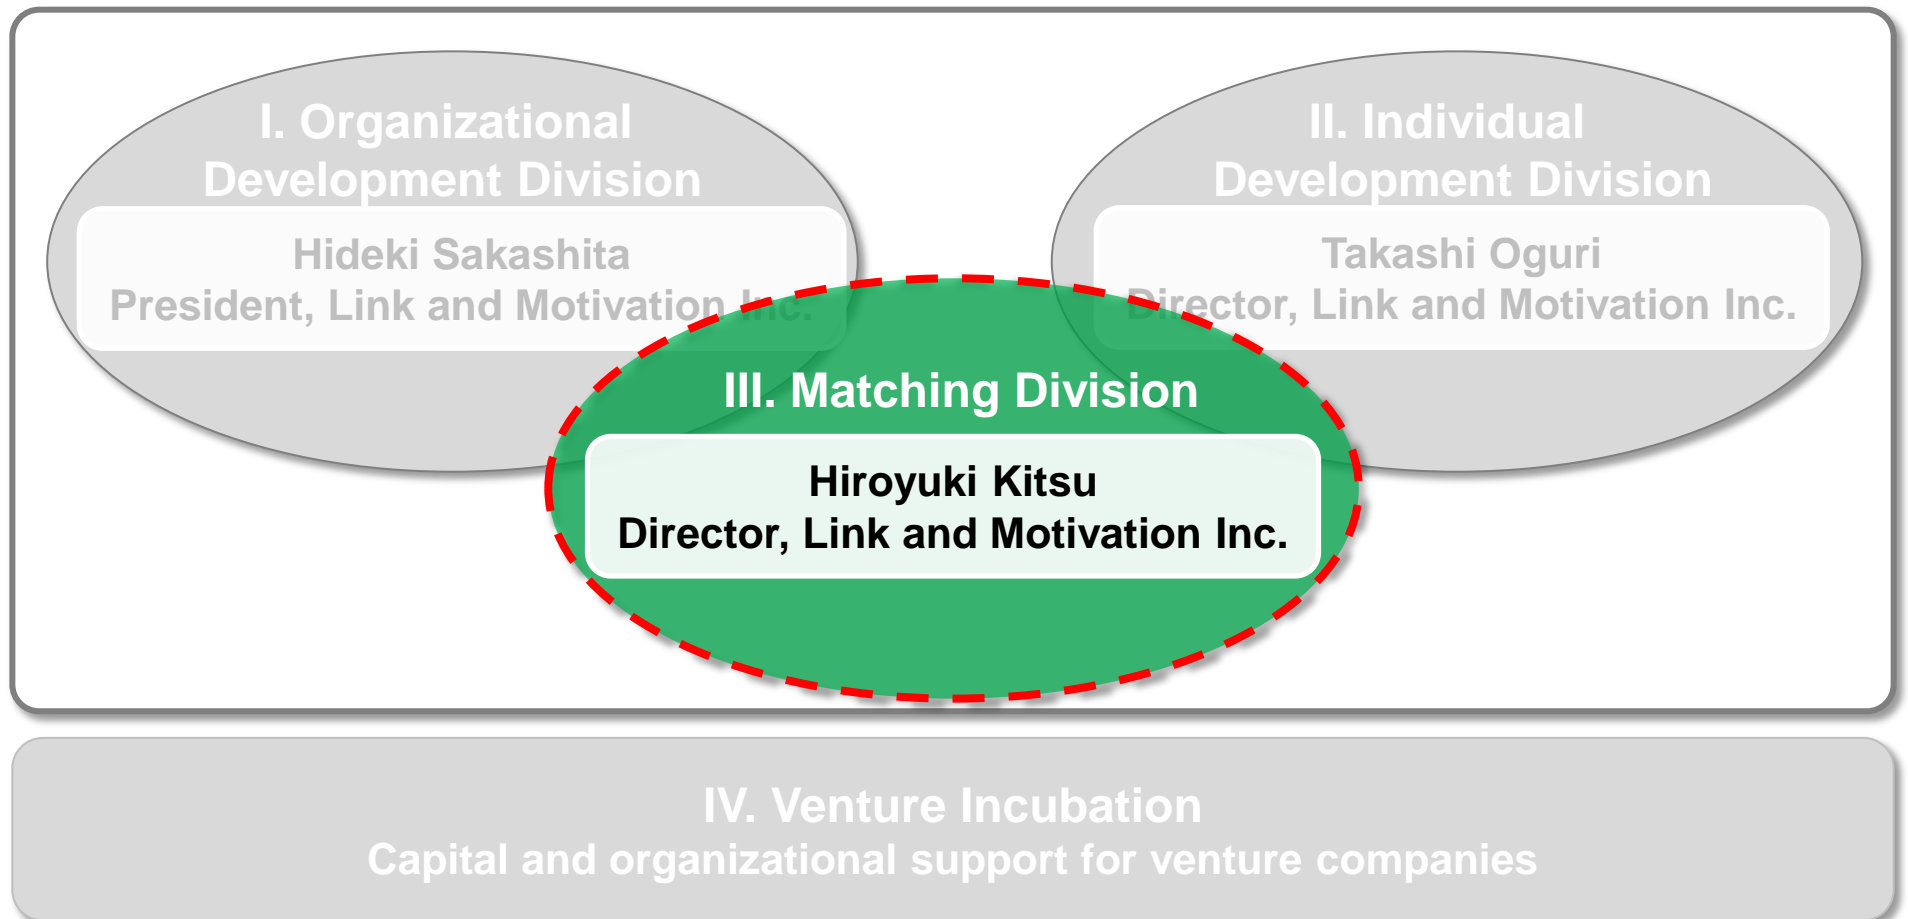 I. Organizational
Development Division
Hideki Sakashita
President, Link and Motivation Inc.
II. Individual
Development Division
Takashi Oguri
Director, Link and Motivation Inc.
III. Matching Division
Hiroyuki Kitsu
Director, Link and Motivation Inc.
IV. Venture Incubation
Capital and organizational support for venture companies